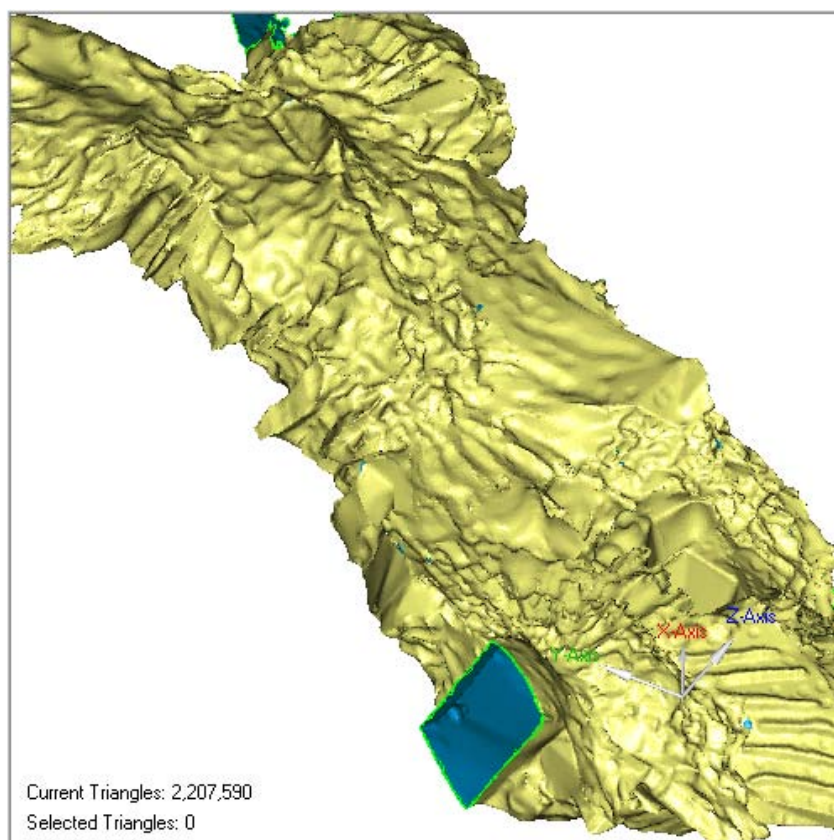 Z-Axis
X-Axis
Y-Axis
Current Triangles: 2,207,590
Selected Triangles: 0